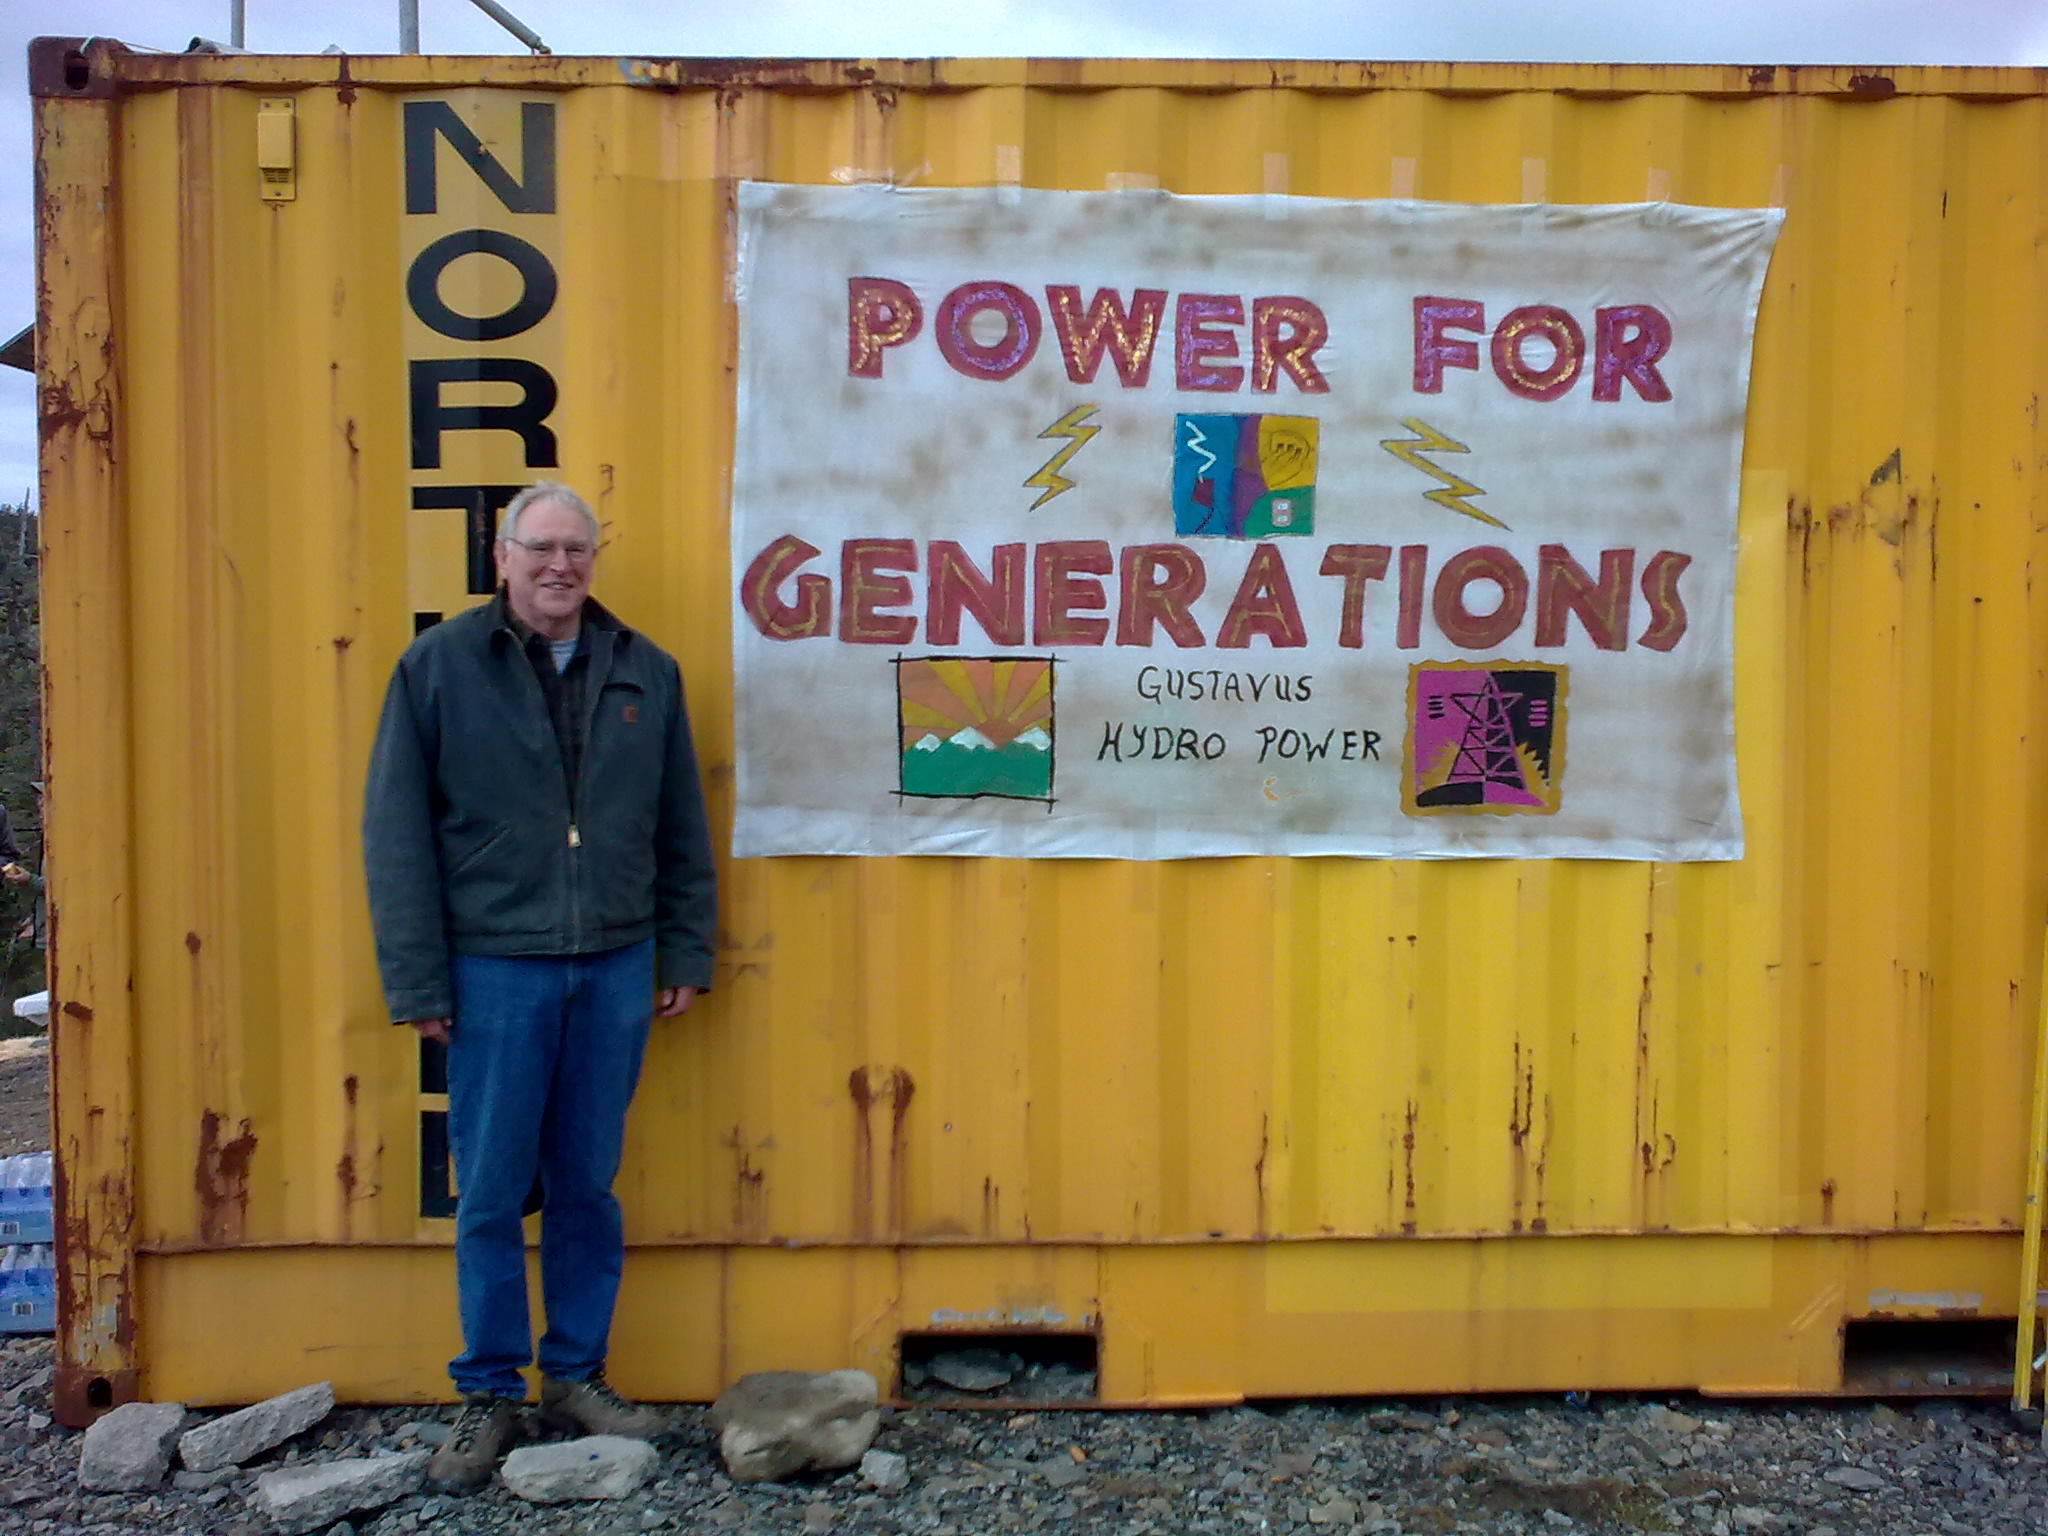 NORT
POWER FOR
GENERATIONS
GUSTAVUS
HYDRO POWER